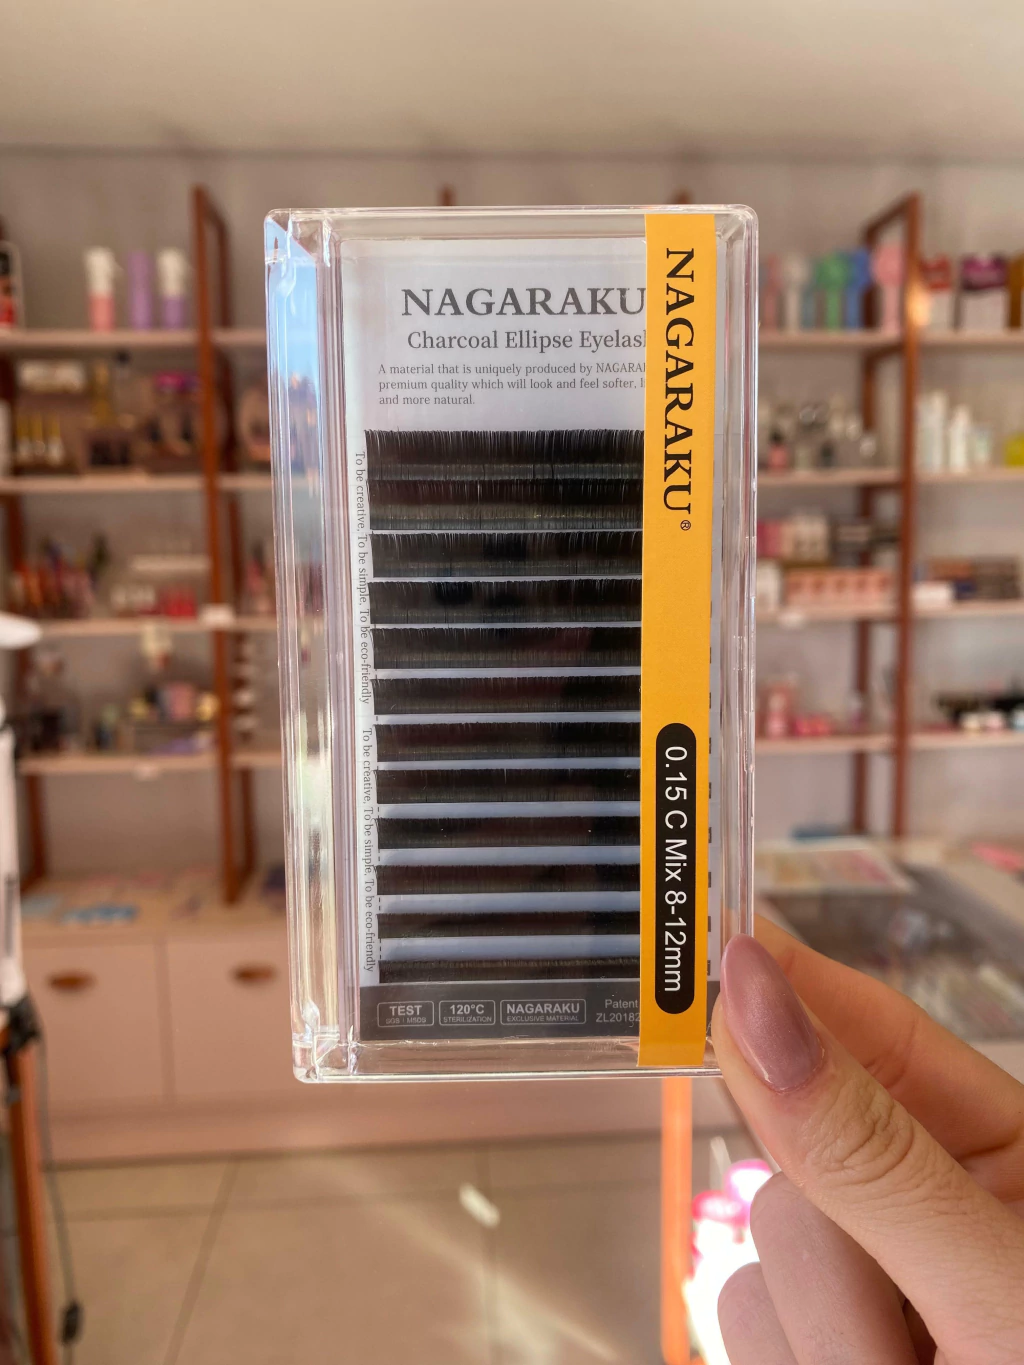 NAGARAKU
Charcoal Ellipse
A material that is uniquely produced by
premium quality which will look and feel softer,
and more natural.
To be creative. To be simple. To be eco-friendly
To be creative. To be simple. To be eco-friendly
TEST
120°C
STERILIZATION
NAGARAKU
EXCLUSIVE MATERIAL
Patent
NAGARAKU®
0.15 C Mix 8-12mm